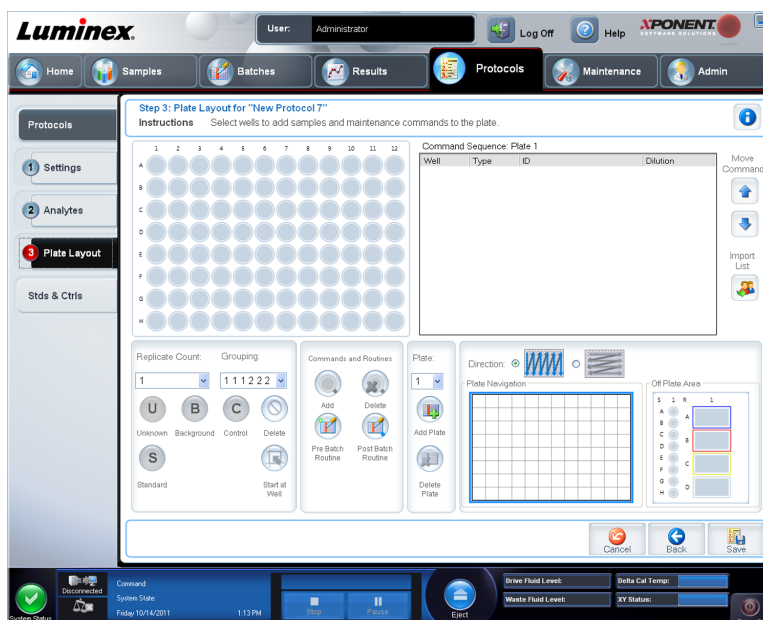 Luminex.
User: Administrator
Log Off
Help
XPONENT.
SOFTWARE SOLUTIONS
Home
Samples
Batches
Results
Protocols
Maintenance
Admin
Protocols
1 Settings
2 Analytes
3 Plate Layout
Stds & Ctrls
Step 3: Plate Layout for "New Protocol 7"
Instructions Select wells to add samples and maintenance commands to the plate.
1 2 3 4 5 6 7 8 9 10 11 12
A
B
C
D
E
F
G
H
Command Sequence: Plate 1
Well Type ID Dilution
Move
Command
Import
List
Replicate Count: Grouping:
1 1 1 1 2 2 2
U B C
Unknown Background Control Delete
S
Standard Start at
Well
Commands and Routines
Add Delete
Pre Batch
Routine
Post Batch
Routine
Plate:
1
Add Plate
Delete
Plate
Direction:
Plate Navigation
Off Plate Area
S 1 R 1
A
B
C
D
E
F
G
H
A
B
C
D
Cancel
Back
Save
Disconnected
System Status
Command:
System State:
Friday 10/14/2011 1:13 PM
Stop
Pause
Eject
Drive Fluid Level:
Waste Fluid Level:
Delta Cal Temp:
XY Status: